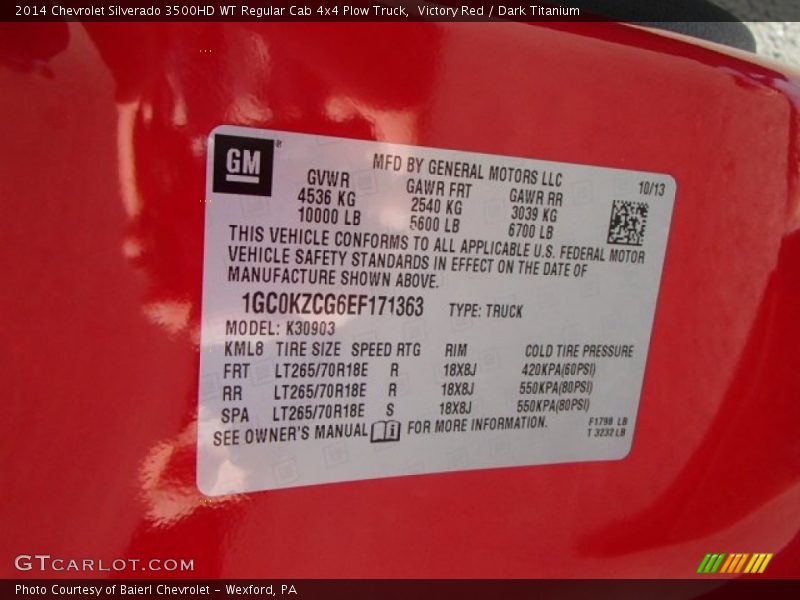 2014 Chevrolet Silverado 3500HD WT Regular Cab 4x4 Plow Truck,  Victory Red / Dark Titanium
GM®
MFD BY GENERAL MOTORS LLC
10/13
GVWR GAWR FRT GAWR RR
4536 KG 2540 KG 3039 KG
10000 LB 5600 LB 6700 LB
THIS VEHICLE CONFORMS TO ALL APPLICABLE U.S. FEDERAL MOTOR
VEHICLE SAFETY STANDARDS IN EFFECT ON THE DATE OF
MANUFACTURE SHOWN ABOVE.
1GC0KZCG6EF171363 TYPE: TRUCK
MODEL: K30903
KML8 TIRE SIZE SPEED RTG RIM COLD TIRE PRESSURE
FRT LT265/70R18E R 18X8J 420KPA(60PSI)
RR LT265/70R18E R 18X8J 550KPA(80PSI)
SPA LT265/70R18E S 18X8J 550KPA(80PSI)
SEE OWNER'S MANUAL i FOR MORE INFORMATION.
F1798 LB
T 3232 LB
GTCARLOT.COM
Photo Courtesy of Baierl Chevrolet - Wexford, PA